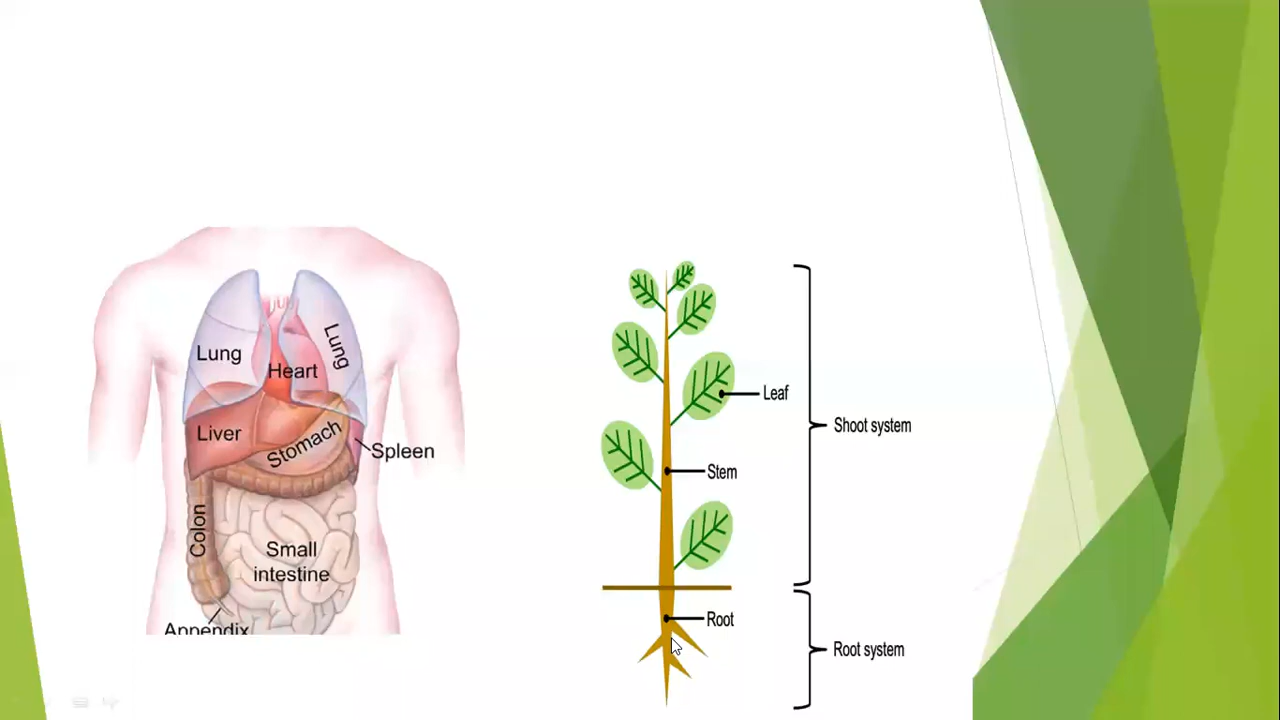 Lung
Lung
Heart
Liver
Stomach
Spleen
Colon
Small
intestine
Appendix
Leaf
Stem
Root
Shoot system
Root system